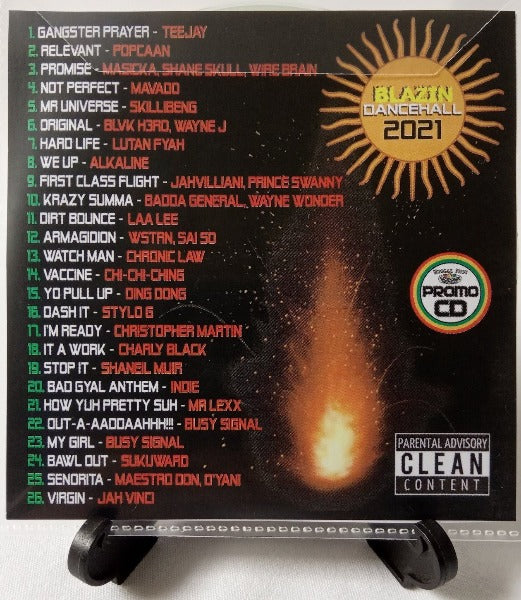 1. GANGSTER PRAYER - TEEJAY
2. RELEVANT - POPCAAN
3. PROMISE - MASICKA, SHANE SKULL, WIRE BRAIN
4. NOT PERFECT - MAVADO
5. MR UNIVERSE - SKILLIBENG
6. ORIGINAL - BLVK H3RO, WAYNE J
7. HARD LIFE - LUTAN FYAH
8. WE UP - ALKALINE
9. FIRST CLASS FLIGHT - JAHVILLIANI, PRINCE SWANNY
10. KRAZY SUMMA - BADDA GENERAL, WAYNE WONDER
11. DIRT BOUNCE - LAA LEE
12. ARMAGIDION - WSTRN, SAI SO
13. WATCH MAN - CHRONIC LAW
14. VACCINE - CHI-CHI-CHING
15. YO PULL UP - DING DONG
16. DASH IT - STYLO G
17. I'M READY - CHRISTOPHER MARTIN
18. IT A WORK - CHARLY BLACK
19. STOP IT - SHANEIL MUIR
20. BAD GYAL ANTHEM - INDIE
21. HOW YUH PRETTY SUH - MR LEXX
22. OUT-A-AADDAAHHH!!! - BUSY SIGNAL
23. MY GIRL - BUSY SIGNAL
24. BAWL OUT - SUKUWARD
25. SENORITA - MAESTRO DON, D'YANI
26. VIRGIN - JAH VINCI
BLAZIN
DANCEHALL
2021
PROMO
CD
PARENTAL ADVISORY
CLEAN
CONTENT